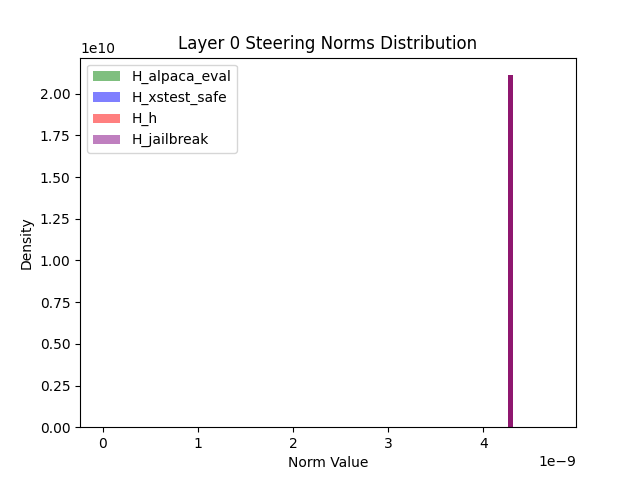 Layer 0 Steering Norms Distribution
1e10
H_alpaca_eval
H_xstest_safe
H_h
H_jailbreak
2.00
1.75
1.50
1.25
1.00
0.75
0.50
0.25
0.00
Density
0
1
2
3
4
1e−9
Norm Value